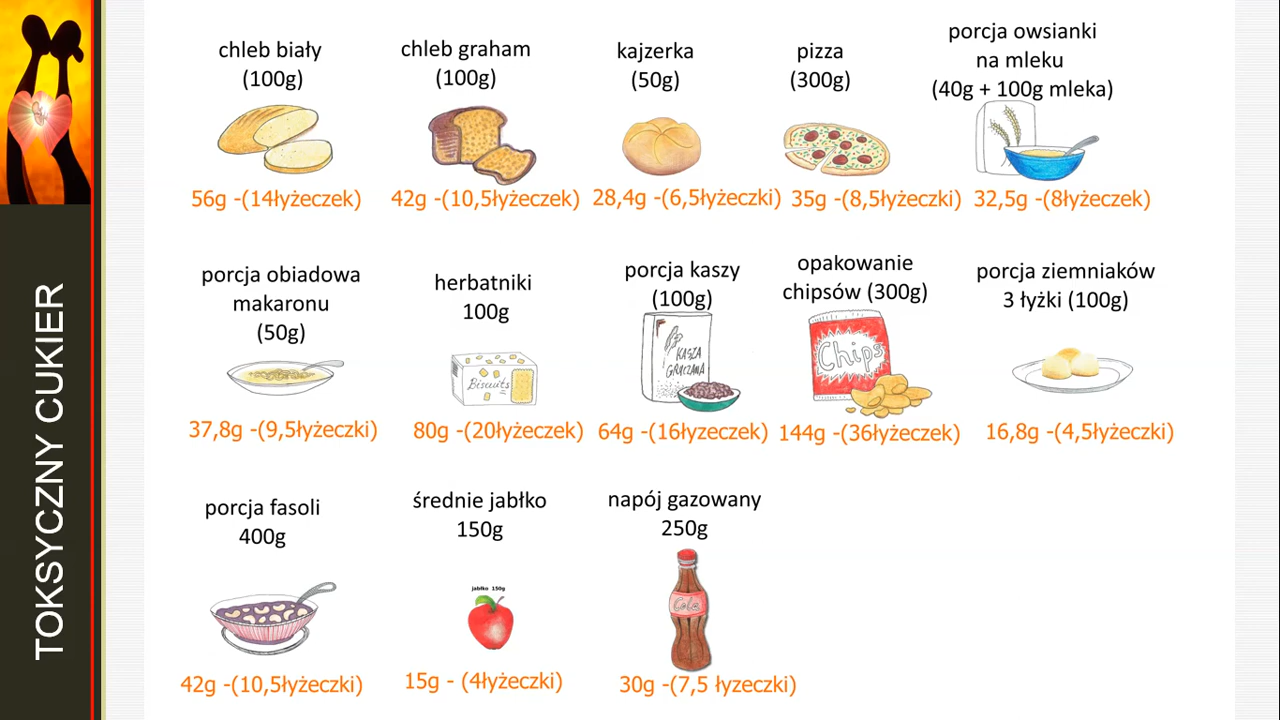 TOKSYCZNY CUKIER
chleb biały
(100g)
56g -(14łyżeczek)
chleb graham
(100g)
42g -(10,5łyżeczek)
kajzerka
(50g)
28,4g -(6,5łyżeczki)
pizza
(300g)
35g -(8,5łyżeczki)
porcja owsianki
na mleku
(40g + 100g mleka)
32,5g -(8łyżeczek)
porcja obiadowa
makaronu
(50g)
37,8g -(9,5łyżeczki)
herbatniki
100g
Biscuits
80g -(20łyżeczek)
porcja kaszy
(100g)
KASZA
GRYCZANA
64g -(16łyzeczek)
opakowanie
chipsów (300g)
Chips
144g -(36łyżeczek)
porcja ziemniaków
3 łyżki (100g)
16,8g -(4,5łyżeczki)
porcja fasoli
400g
42g -(10,5łyżeczki)
średnie jabłko
150g
jabłko 150g
15g - (4łyżeczki)
napój gazowany
250g
Cola
30g -(7,5 łyzeczki)